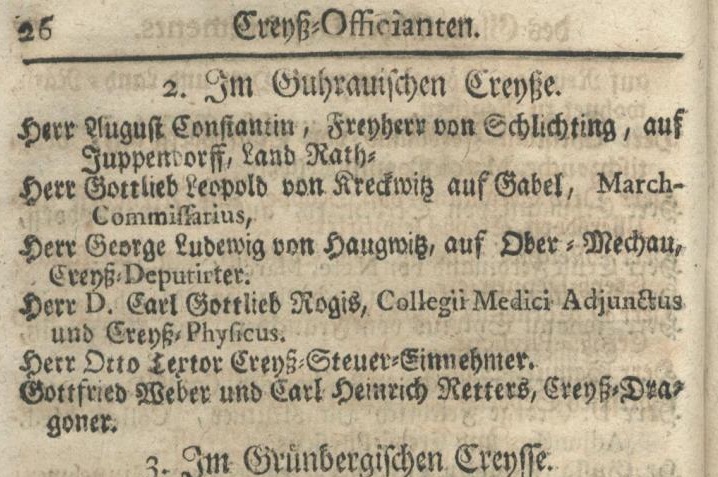 26 Creyß-Officianten.
2. Im Guhrauischen Creyße.
Herr August Constantin, Freyherr von Schlichting, auf
Juppendorff, Land Rath-
Herr Gottlieb Leopold von Kreckwitz auf Gabel, March-
Commissarius,
Herr George Ludewig von Haugwitz, auf Ober-Mechau,
Creyß-Deputirter.
Herr D. Carl Gottlieb Rogis, Collegii Medici Adjunctus
und Creyß-Physicus.
Herr Otto Textor Creyß-Steuer-Einnehmer.
Gottfried Weber und Carl Heinrich Retters, Creyß-Dra-
goner.
3. Im Grünbergischen Creysse.